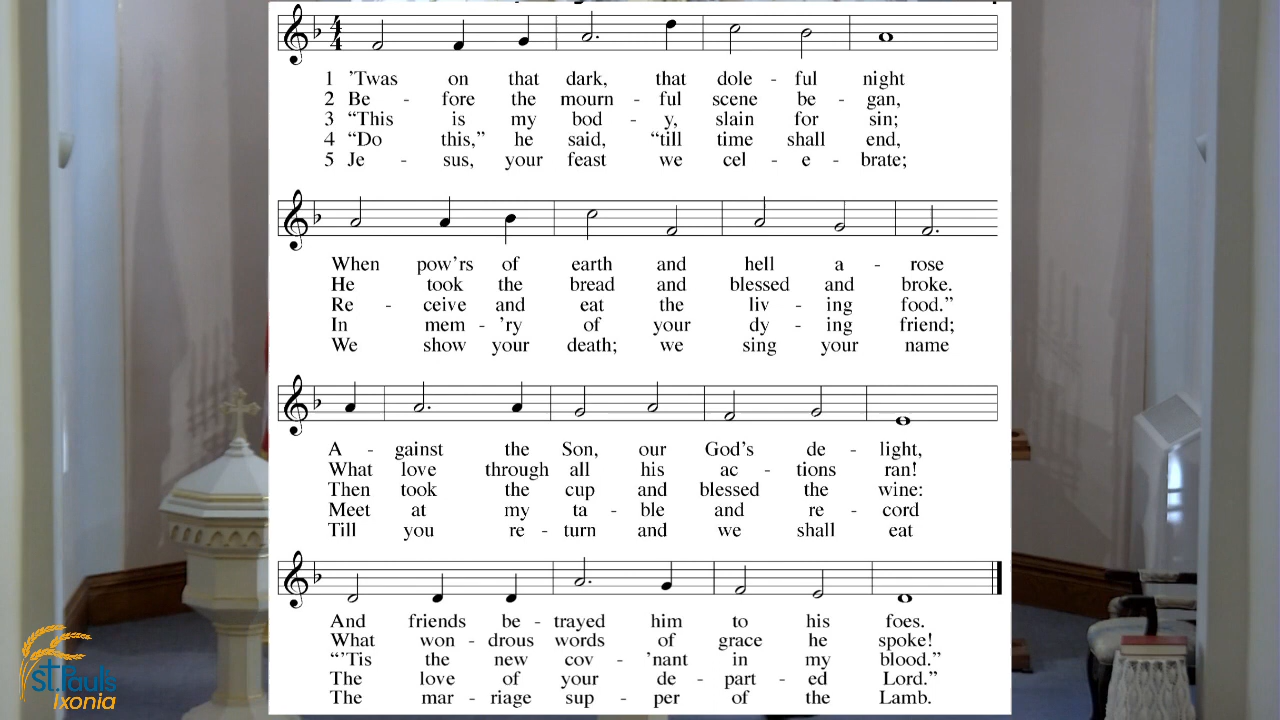 1 ’Twas on that dark, that dole - ful night
2 Be - fore the mourn - ful scene be - gan,
3 “This is my bod - y, slain for sin;
4 “Do this,” he said, “till time shall end,
5 Je - sus, your feast we cel - e - brate;
When pow’rs of earth and hell a - rose
He took the bread and blessed and broke.
Re - ceive and eat the liv - ing food.”
In mem - ’ry of your dy - ing friend;
We show your death; we sing your name
A - gainst the Son, our God’s de - light,
What love through all his ac - tions ran!
Then took the cup and blessed the wine:
Meet at my ta - ble and re - cord
Till you re - turn and we shall eat
And friends be - trayed him to his foes.
What won - drous words of grace he spoke!
“’Tis the new cov - ’nant in my blood.”
The love of your de - part - ed Lord.”
The mar - riage sup - per of the Lamb.
St. Paul's
Ixonia